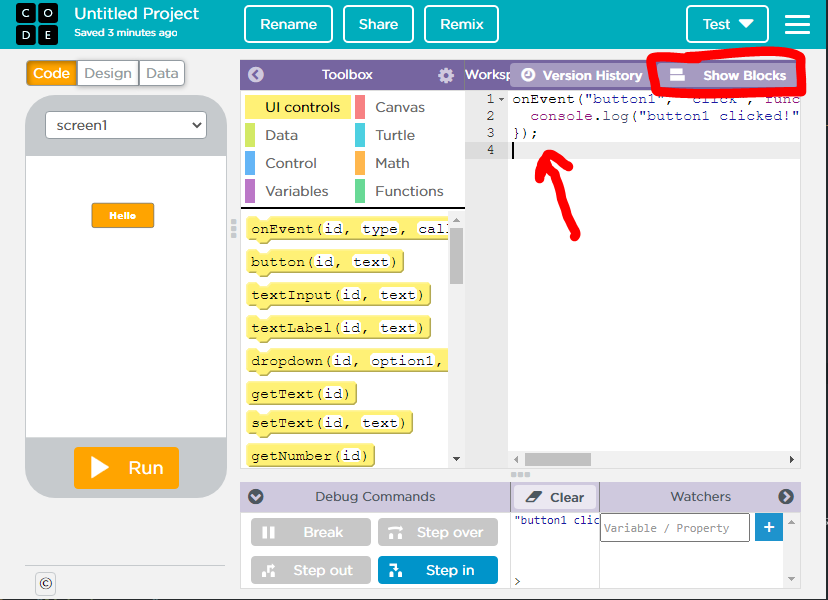 C O
D E
Untitled Project
Saved 3 minutes ago
Rename
Share
Remix
Test
Code
Design
Data
Toolbox
Worksp
Version History
Show Blocks
screen1
Hello
Run
©
UI controls
Canvas
Data
Turtle
Control
Math
Variables
Functions
onEvent(id, type, call
button(id, text)
textInput(id, text)
textLabel(id, text)
dropdown(id, option1,
getText(id)
setText(id, text)
getNumber(id)
1 onEvent("button1", "click", func
2 console.log("button1 clicked!"
3 });
4
Debug Commands
Clear
Watchers
Break
Step over
Step out
Step in
"button1 clic
>
Variable / Property
+